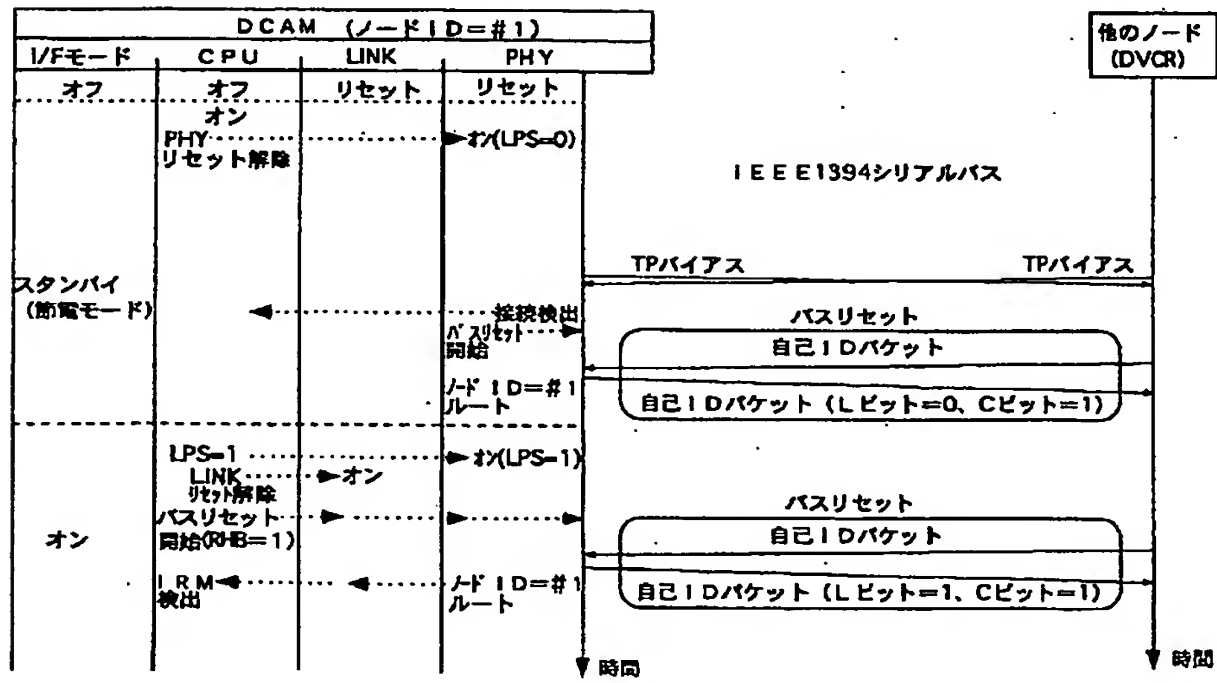 DCAM (ノードID=#1)
他のノード
(DVCR)
I/Fモード CPU LINK PHY
オフ オフ リセット リセット
オン
PHY オン(LPS=0)
リセット解除
IEEE1394シリアルバス
TPバイアス TPバイアス
スタンバイ
(節電モード)
接続検出
バスリセット
バスリセット
開始
自己IDパケット
ノード ID=#1
ルート
自己IDパケット (Lビット=0、Cビット=1)
LPS=1 オン(LPS=1)
LINK オン
リセット解除
バスリセット
バスリセット
開始(RHB=1)
オン
自己IDパケット
IRM ノード ID=#1
検出 ルート
自己IDパケット (Lビット=1、Cビット=1)
時間 時間